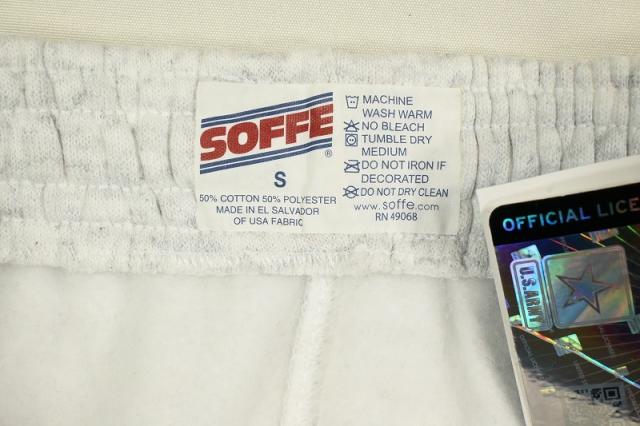 SOFFE
®
S
50% COTTON 50% POLYESTER
MADE IN EL SALVADOR
OF USA FABRIC
MACHINE
WASH WARM
NO BLEACH
TUMBLE DRY
MEDIUM
DO NOT IRON IF
DECORATED
DO NOT DRY CLEAN
www.soffe.com
RN 49068
OFFICIAL LICE
U.S.ARMY